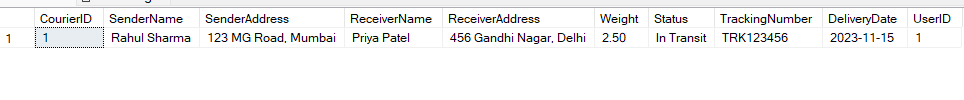 CourierID SenderName SenderAddress ReceiverName ReceiverAddress Weight Status TrackingNumber DeliveryDate UserID
1 1 Rahul Sharma 123 MG Road, Mumbai Priya Patel 456 Gandhi Nagar, Delhi 2.50 In Transit TRK123456 2023-11-15 1